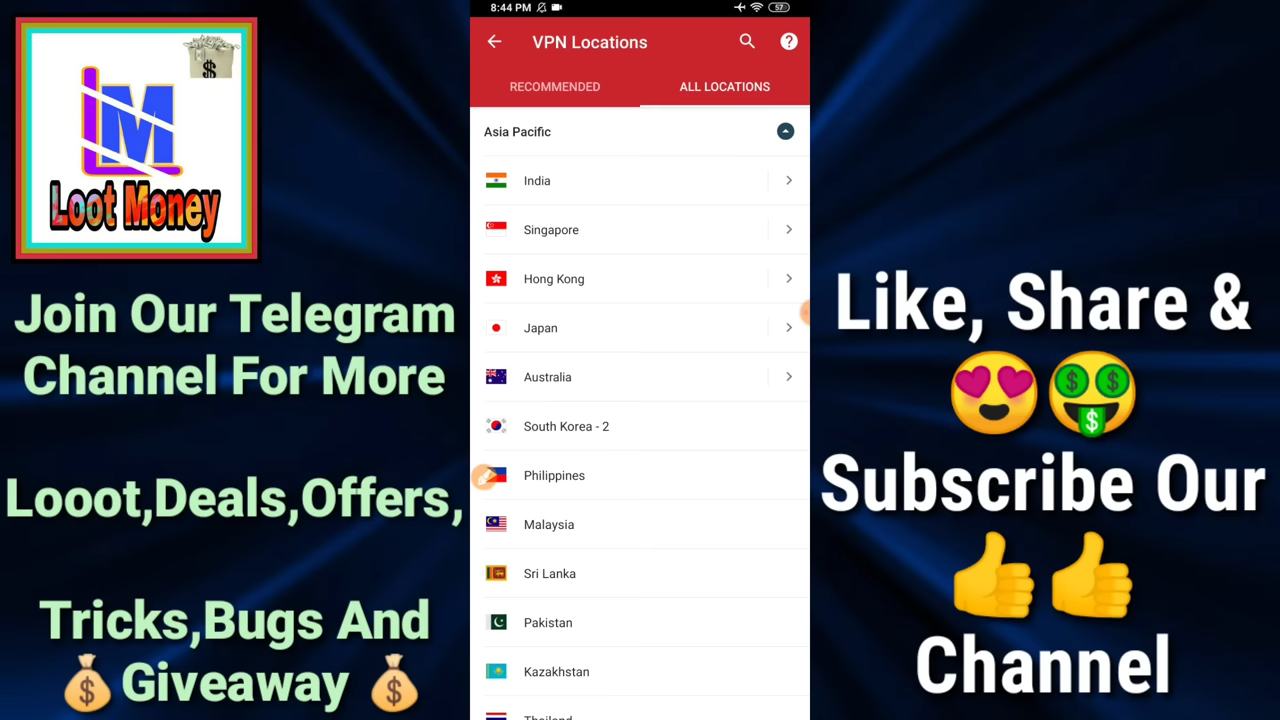 LM
Loot Money
Join Our Telegram
Channel For More
Looot,Deals,Offers,
Tricks,Bugs And
Giveaway
8:44 PM
57
VPN Locations
RECOMMENDED
ALL LOCATIONS
Asia Pacific
India
Singapore
Hong Kong
Japan
Australia
South Korea - 2
Philippines
Malaysia
Sri Lanka
Pakistan
Kazakhstan
Thailand
Like, Share &
Subscribe Our
Channel